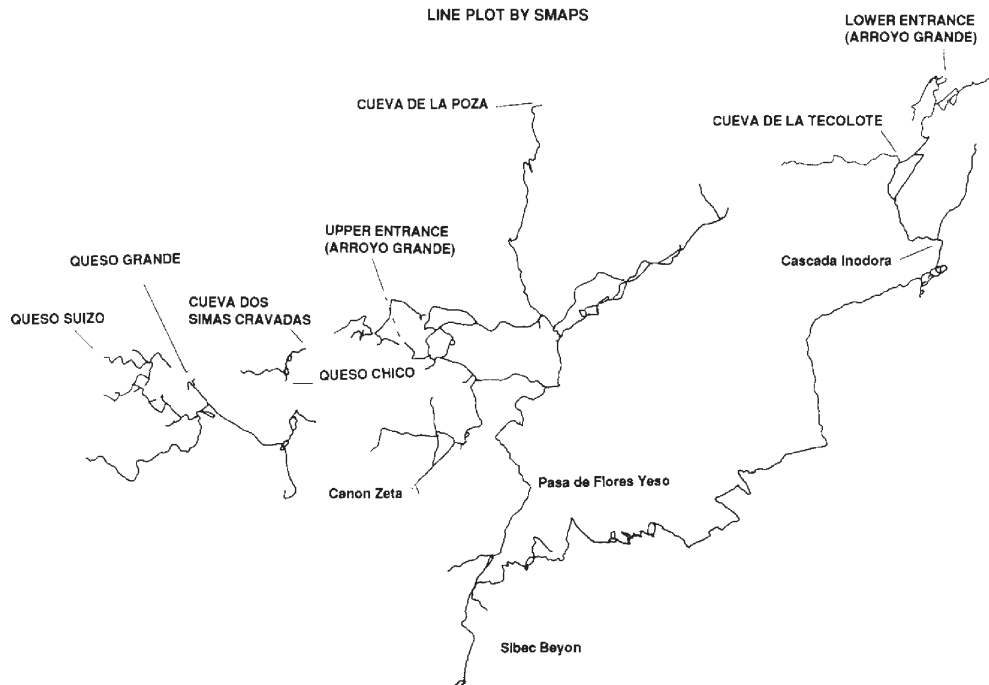 LINE PLOT BY SMAPS
LOWER ENTRANCE
(ARROYO GRANDE)
CUEVA DE LA POZA
CUEVA DE LA TECOLOTE
UPPER ENTRANCE
(ARROYO GRANDE)
QUESO GRANDE
Cascada Inodora
CUEVA DOS
SIMAS CRAVADAS
QUESO SUIZO
QUESO CHICO
Canon Zeta
Pasa de Flores Yeso
Sibec Beyon